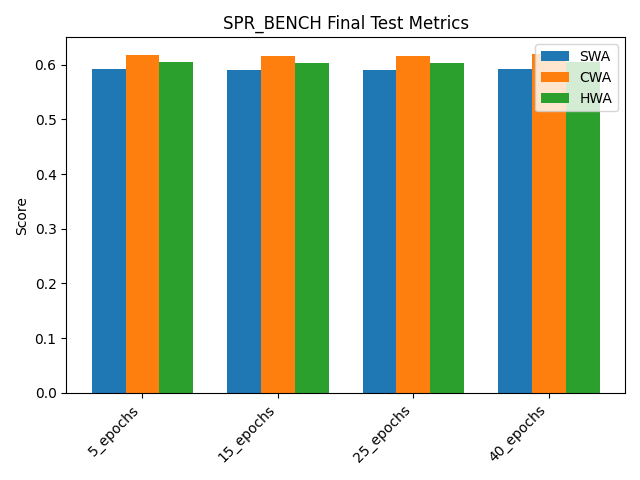 SPR_BENCH Final Test Metrics
SWA
CWA
HWA
Score
0.6
0.5
0.4
0.3
0.2
0.1
0.0
5_epochs
15_epochs
25_epochs
40_epochs